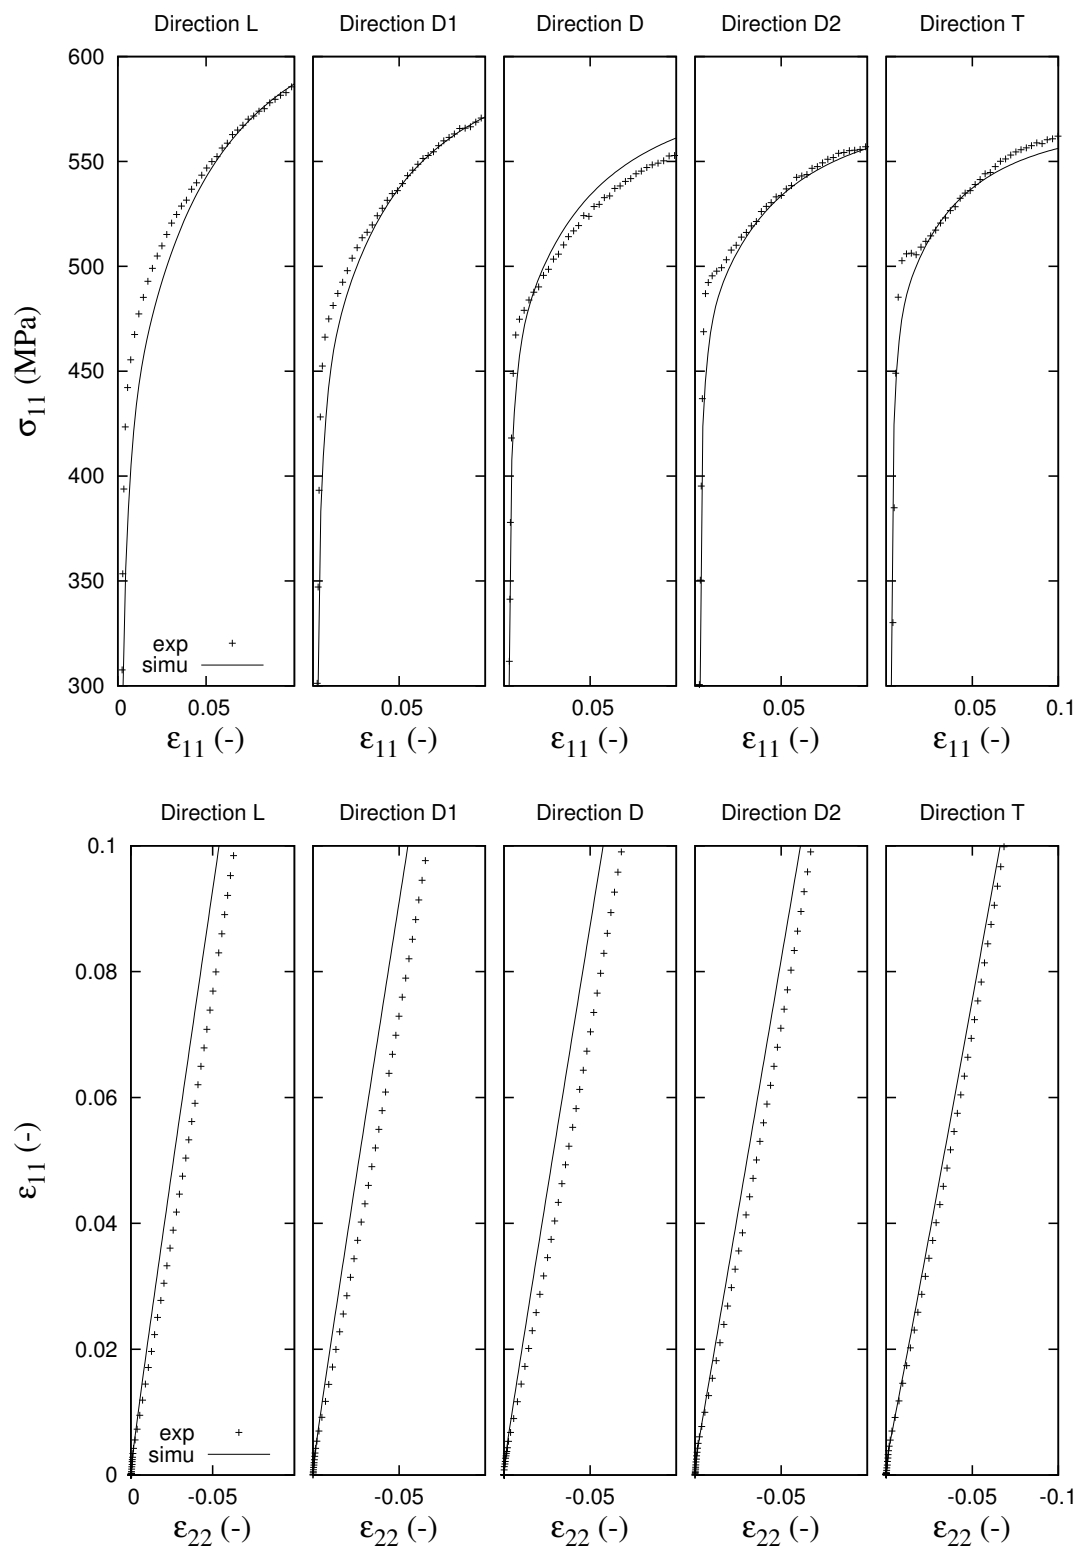 Direction L Direction D1 Direction D Direction D2 Direction T
600
550
500
450
400
350
300
σ11 (MPa)
exp
simu
0 0.05 0.05 0.05 0.05 0.05 0.1
ε11 (-) ε11 (-) ε11 (-) ε11 (-) ε11 (-)
Direction L Direction D1 Direction D Direction D2 Direction T
0.1
0.08
0.06
0.04
0.02
0
ε11 (-)
exp
simu
0 -0.05 -0.05 -0.05 -0.05 -0.05 -0.1
ε22 (-) ε22 (-) ε22 (-) ε22 (-) ε22 (-)